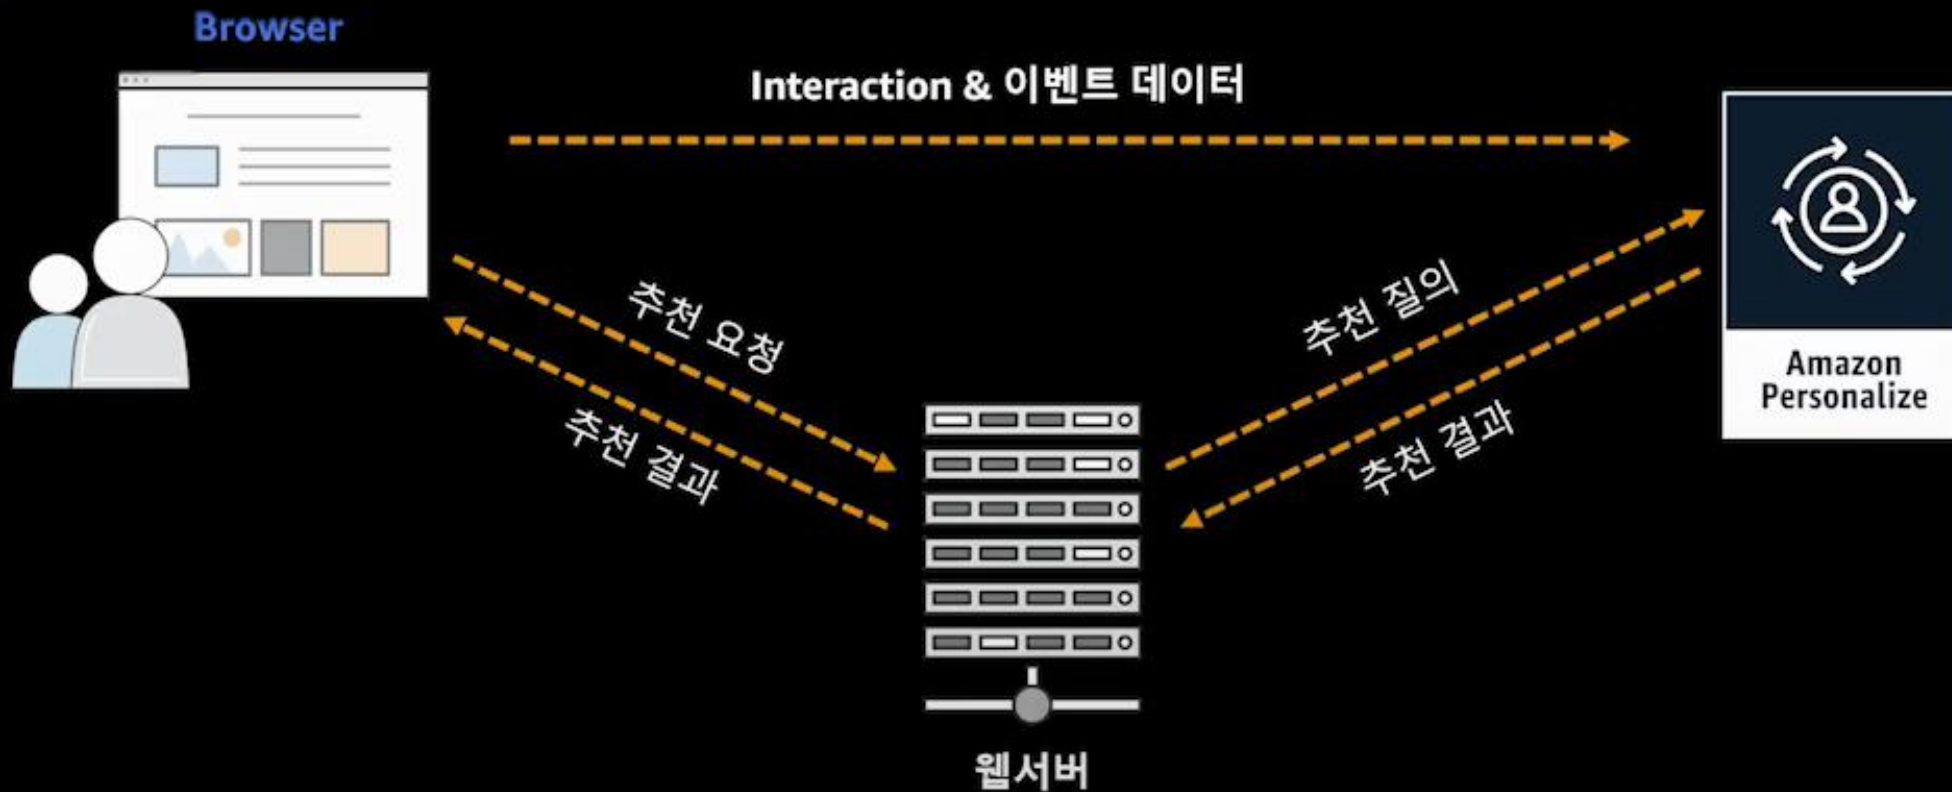 Browser
Interaction & 이벤트 데이터
추천 요청
추천 결과
추천 질의
추천 결과
Amazon
Personalize
웹서버